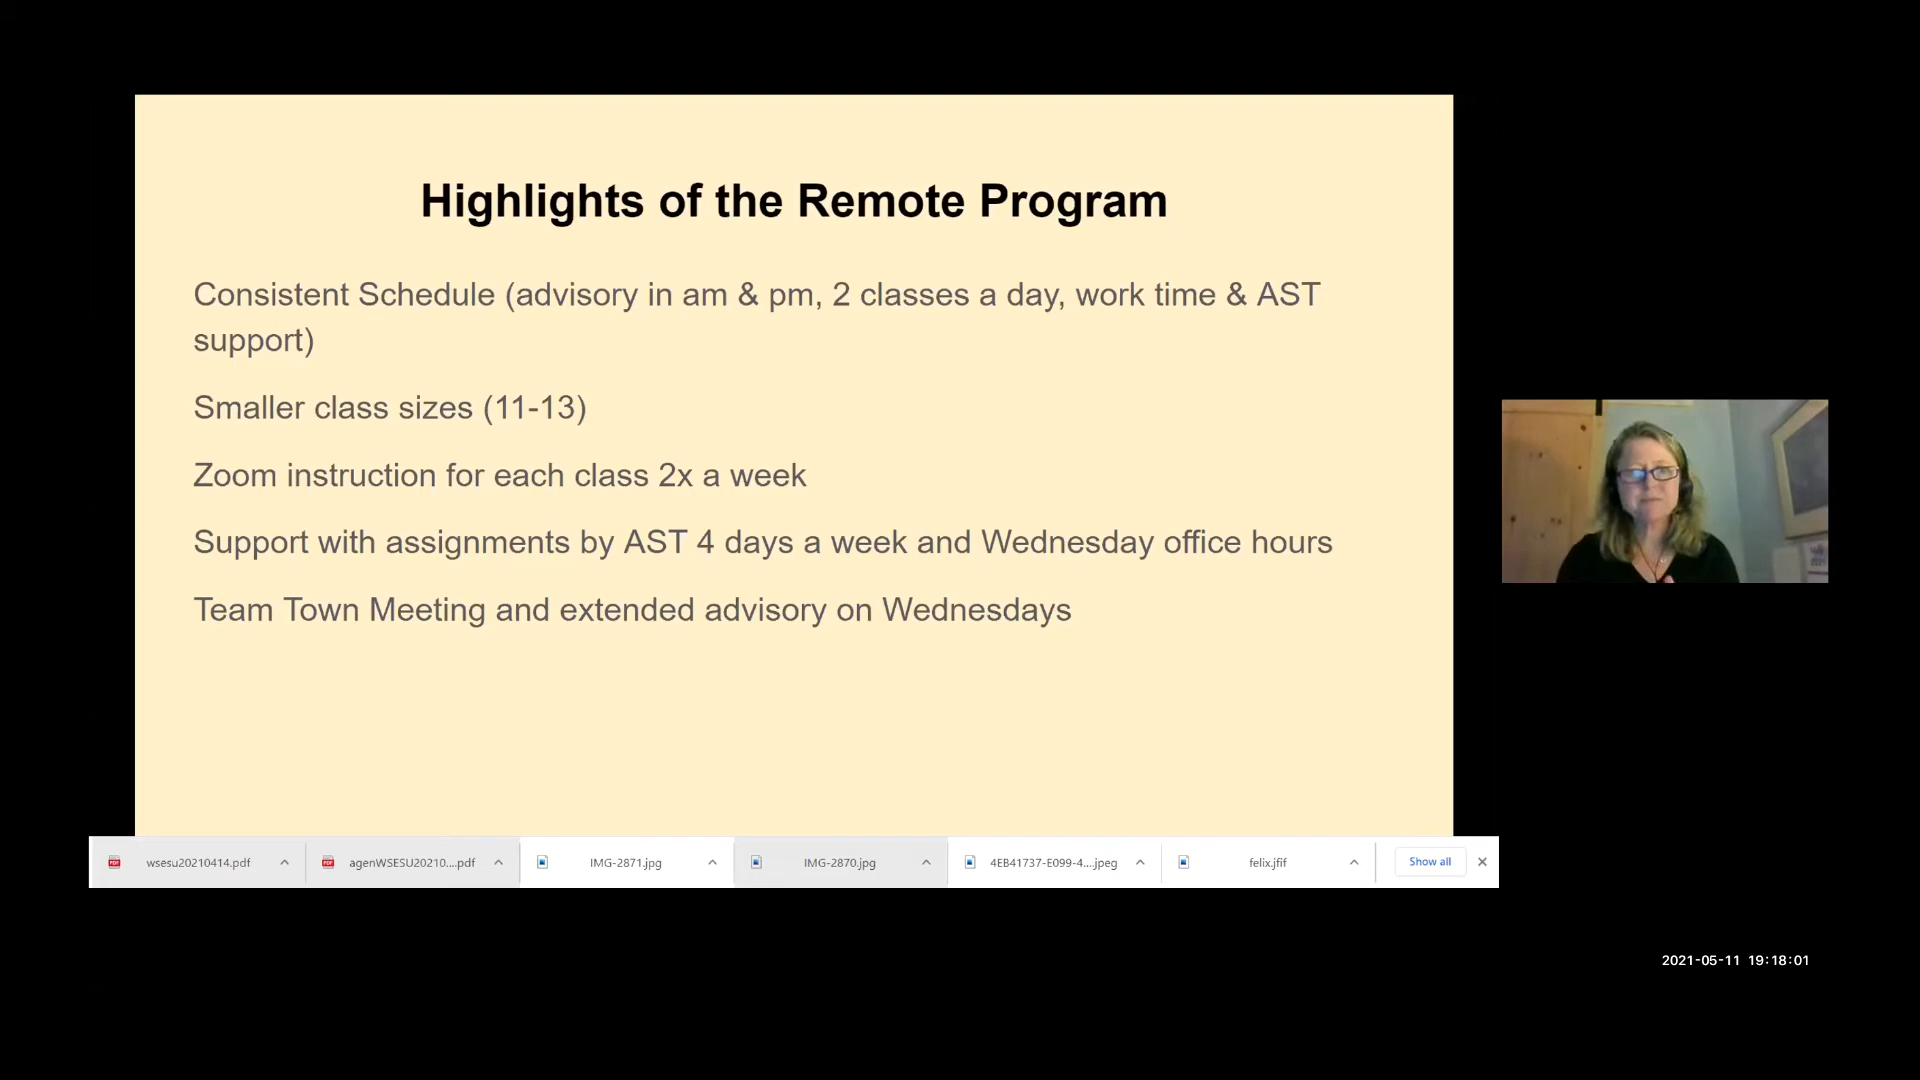 Highlights of the Remote Program
Consistent Schedule (advisory in am & pm, 2 classes a day, work time & AST
support)
Smaller class sizes (11-13)
Zoom instruction for each class 2x a week
Support with assignments by AST 4 days a week and Wednesday office hours
Team Town Meeting and extended advisory on Wednesdays
wsesu20210414.pdf
agenWSESU20210....pdf
IMG-2871.jpg
IMG-2870.jpg
4EB41737-E099-4....jpeg
felix.jfif
Show all
2021-05-11 19:18:01